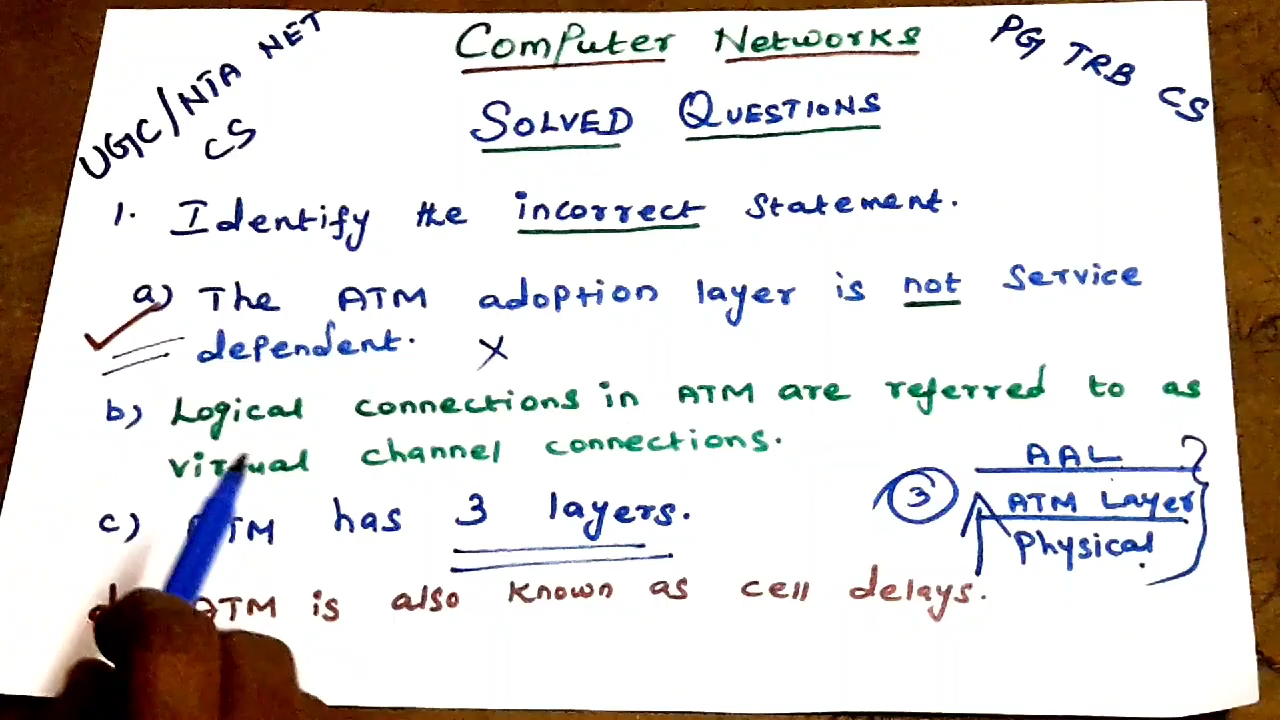 UGC/NTA NET
CS
Computer Networks
PG TRB CS
SOLVED QUESTIONS
1. Identify the incorrect statement.
a) The ATM adoption layer is not service
dependent. X
b) Logical connections in ATM are referred to as
virtual channel connections.
c) ATM has 3 layers.
d) ATM is also known as cell delays.
3
AAL
ATM Layer
Physical